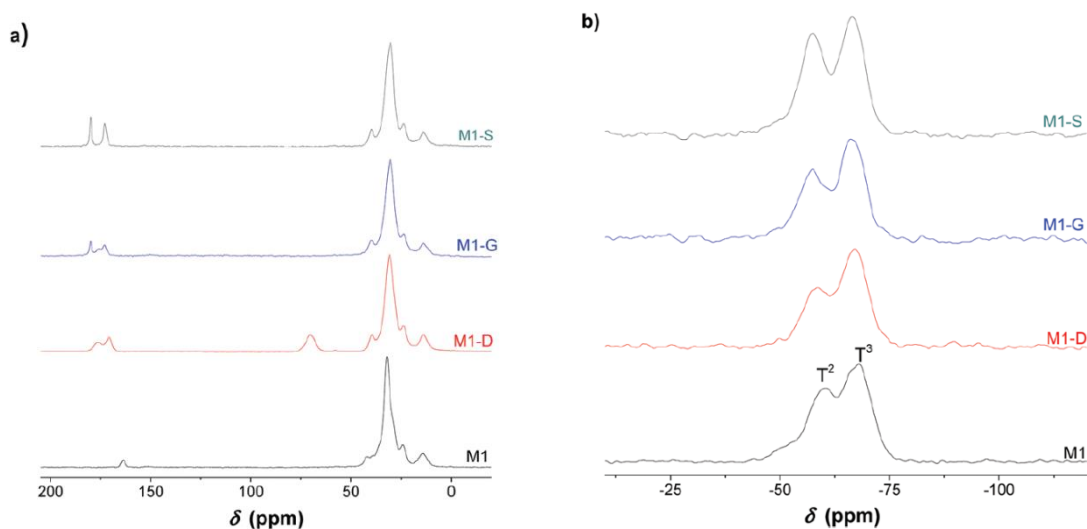 a)
M1-S
M1-G
M1-D
M1
200 150 100 50 0
δ (ppm)
b)
M1-S
M1-G
M1-D
T² T³
M1
-25 -50 -75 -100
δ (ppm)